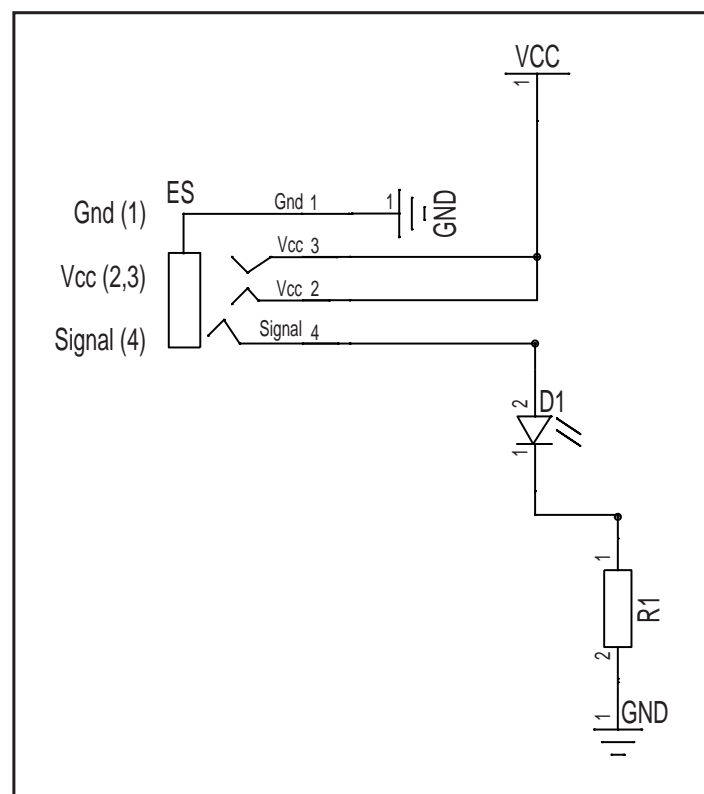 VCC
1
ES
Gnd (1)
Gnd 1
1
GND
Vcc 3
Vcc (2,3)
Vcc 2
Signal (4)
Signal 4
2
D1
1
1
R1
2
1
GND